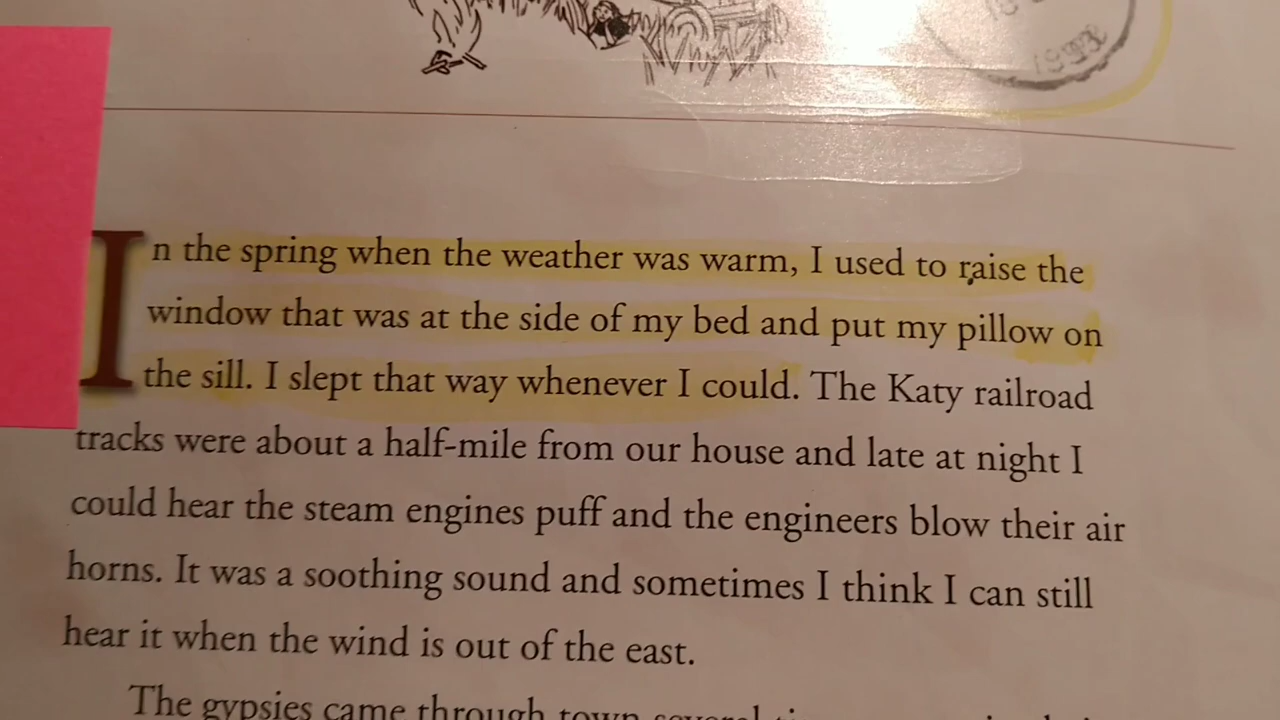 In the spring when the weather was warm, I used to raise the
window that was at the side of my bed and put my pillow on
the sill. I slept that way whenever I could. The Katy railroad
tracks were about a half-mile from our house and late at night I
could hear the steam engines puff and the engineers blow their air
horns. It was a soothing sound and sometimes I think I can still
hear it when the wind is out of the east.
The gypsies came through town several